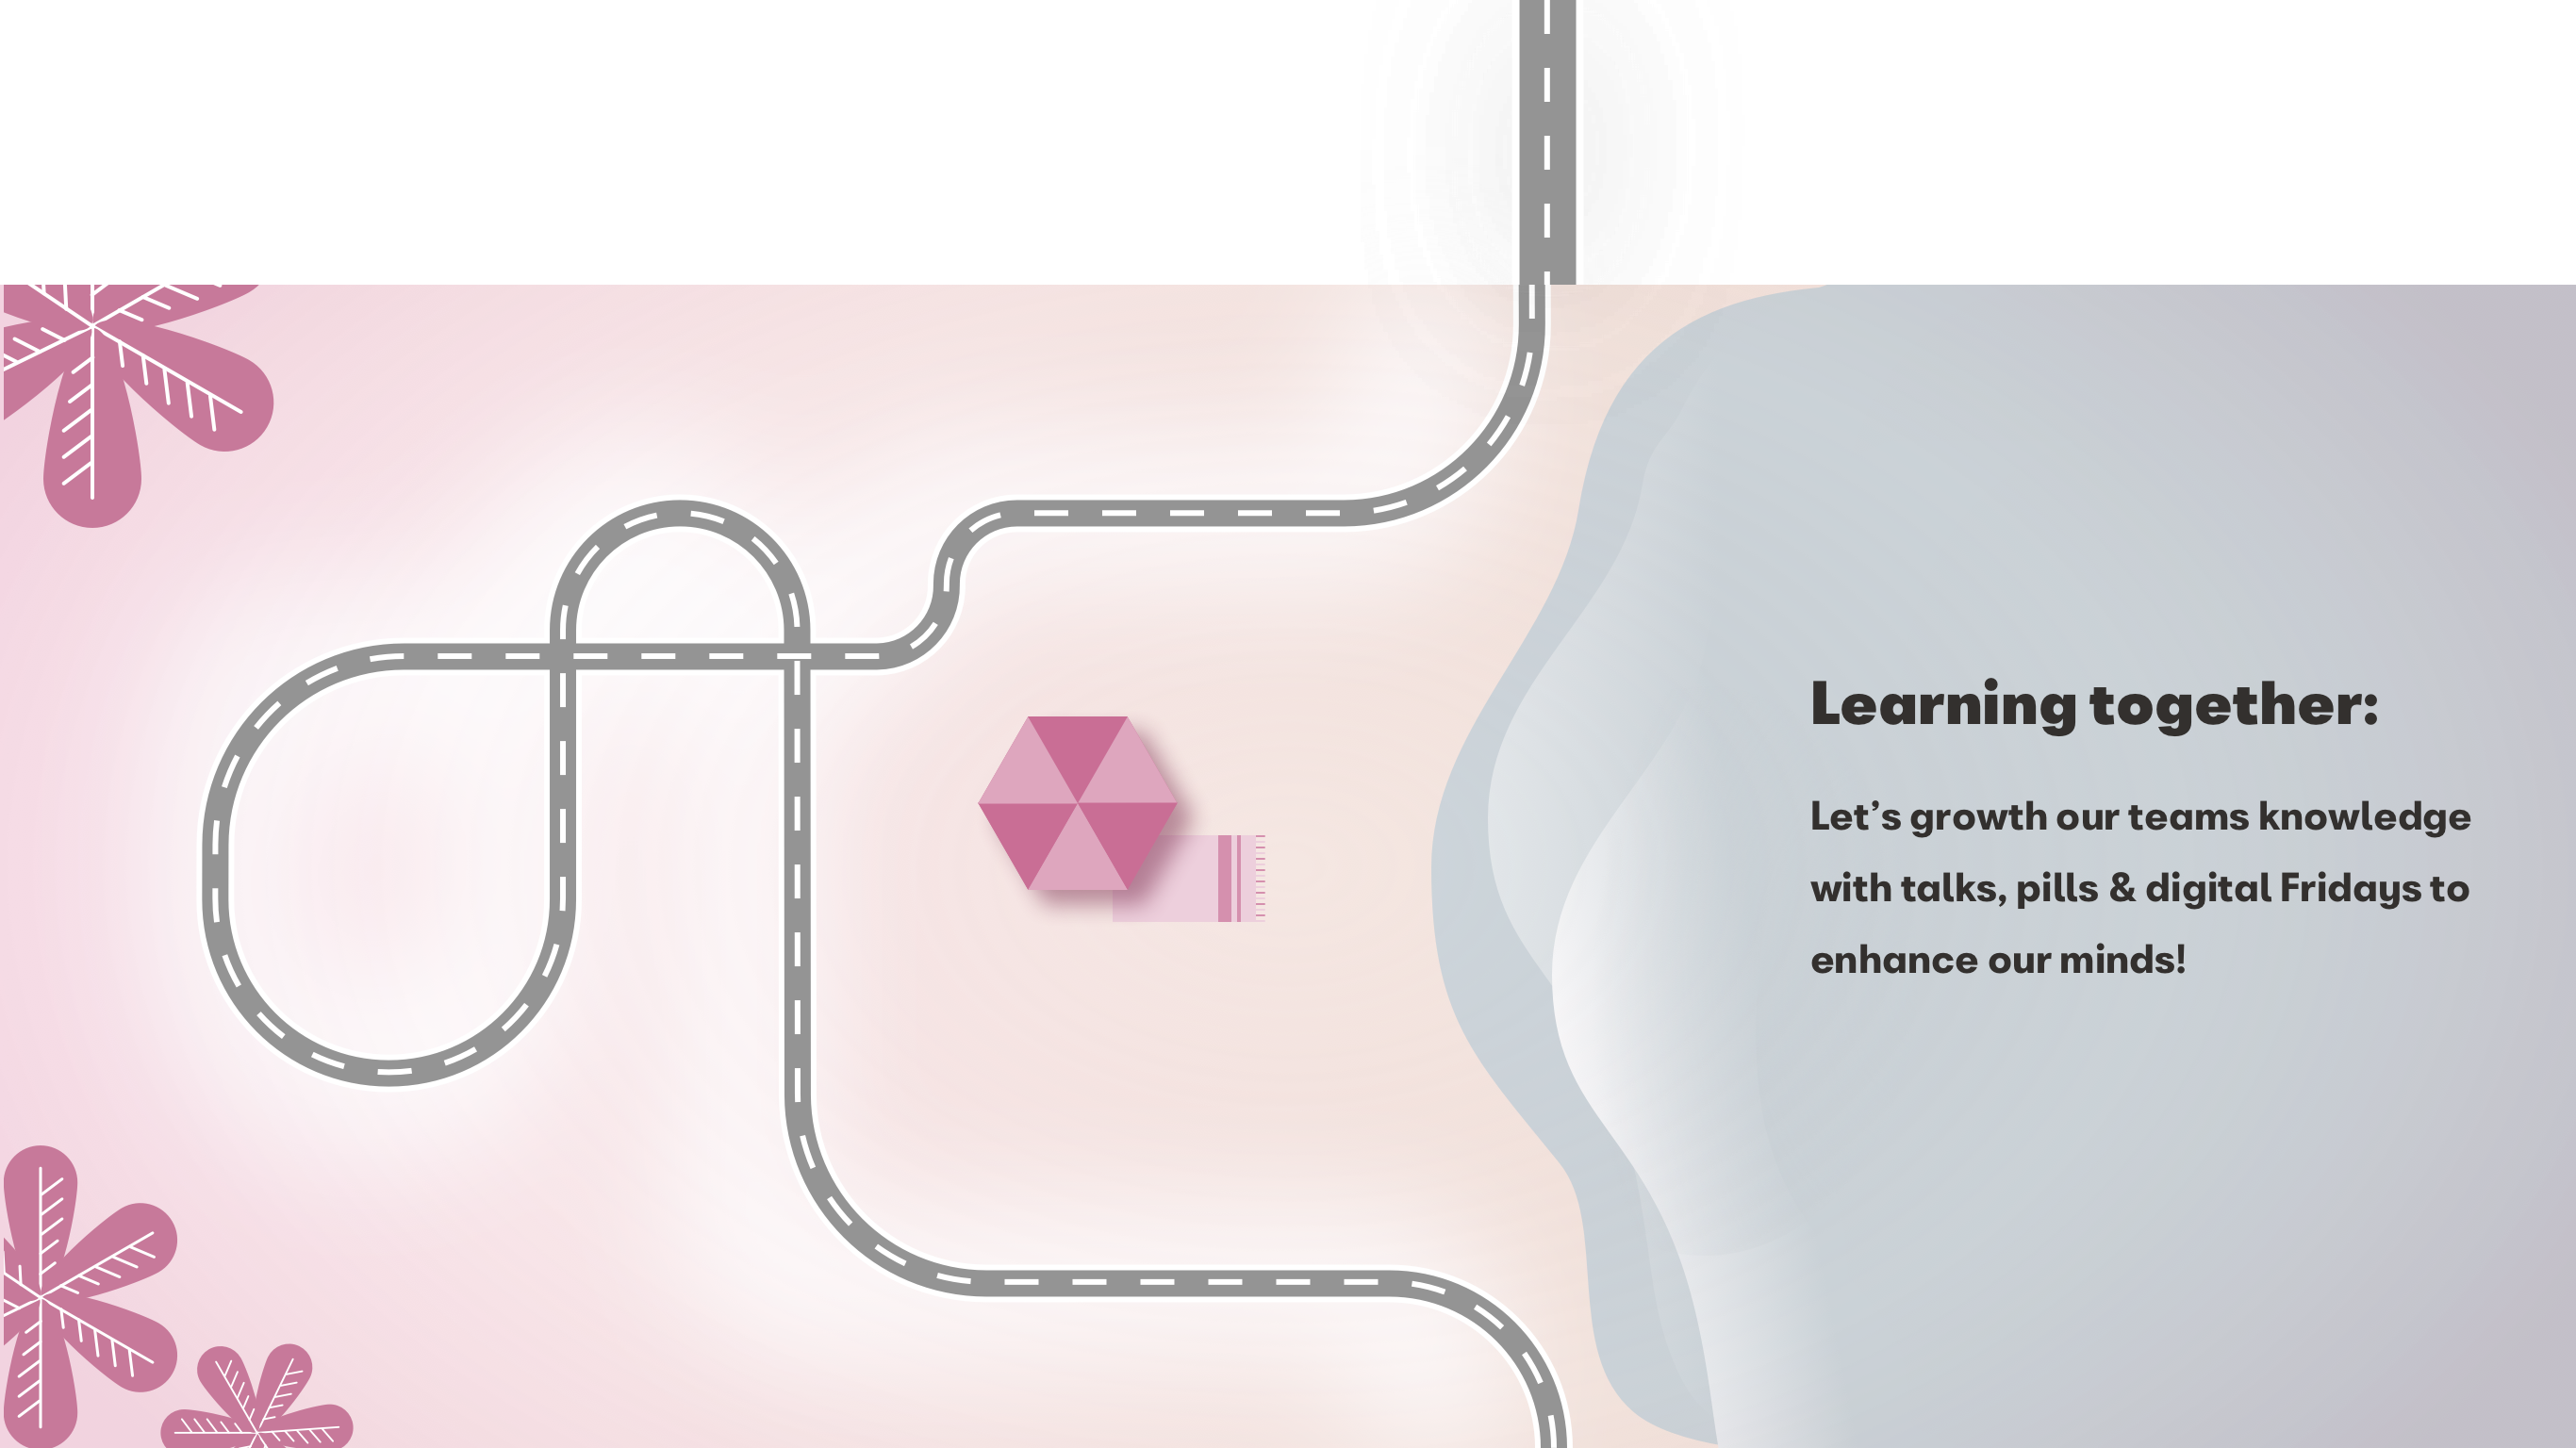 Learning together:
Let’s growth our teams knowledge
with talks, pills & digital Fridays to
enhance our minds!